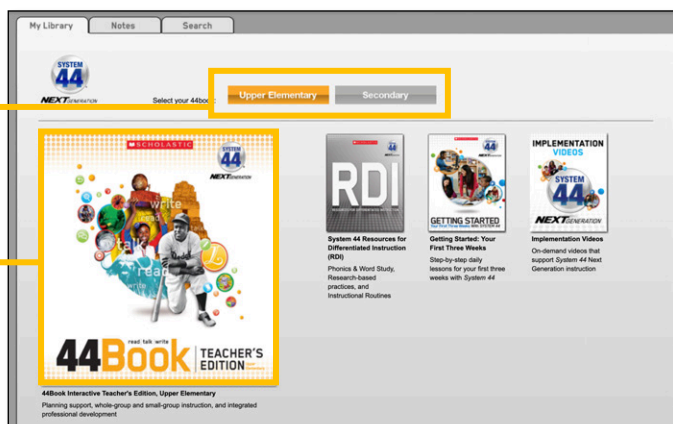 My Library
Notes
Search
SYSTEM
44
NEXT GENERATION
Select your 44book:
Upper Elementary
Secondary
SCHOLASTIC
SYSTEM
44
NEXT GENERATION
write
read
talk
read
write
read talk write
44Book
TEACHER'S
EDITION
44Book Interactive Teacher's Edition, Upper Elementary
Planning support, whole-group and small-group instruction, and integrated
professional development
44
RDI
System 44 Resources for
Differentiated Instruction
(RDI)
Phonics & Word Study,
Research-based
practices, and
Instructional Routines
SCHOLASTIC
44
GETTING STARTED
Getting Started: Your
First Three Weeks
Step-by-step daily
lessons for your first three
weeks with System 44
IMPLEMENTATION
VIDEOS
SYSTEM
44
NEXT GENERATION
Implementation Videos
On-demand videos that
support System 44 Next
Generation instruction